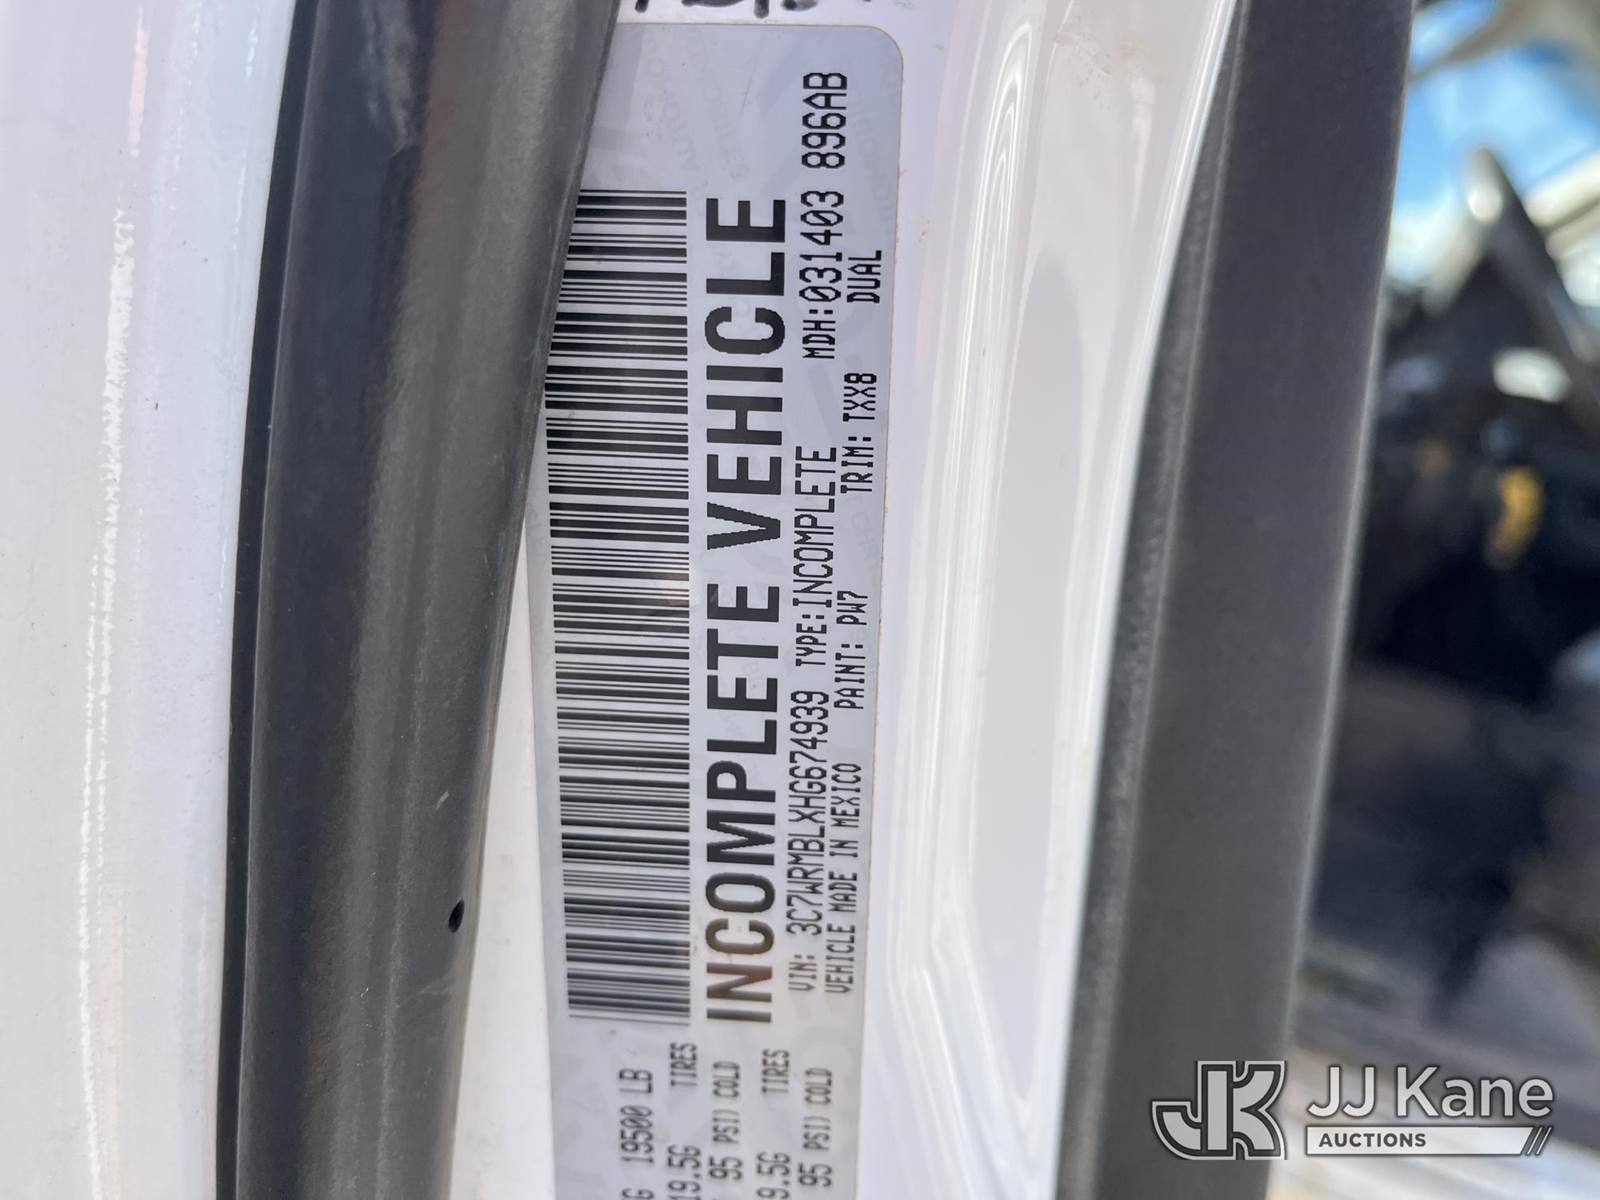 G 19500 LB
19.5G TIRES
95 PSI) COLD
9.5G TIRES
95 PSI) COLD
INCOMPLETE VEHICLE
VIN: 3C7WRMBLXHG674939 TYPE:INCOMPLETE MDH:031403 896AB
VEHICLE MADE IN MEXICO PAINT: PW7 TRIM: TXX8 DUAL
JJ Kane
AUCTIONS